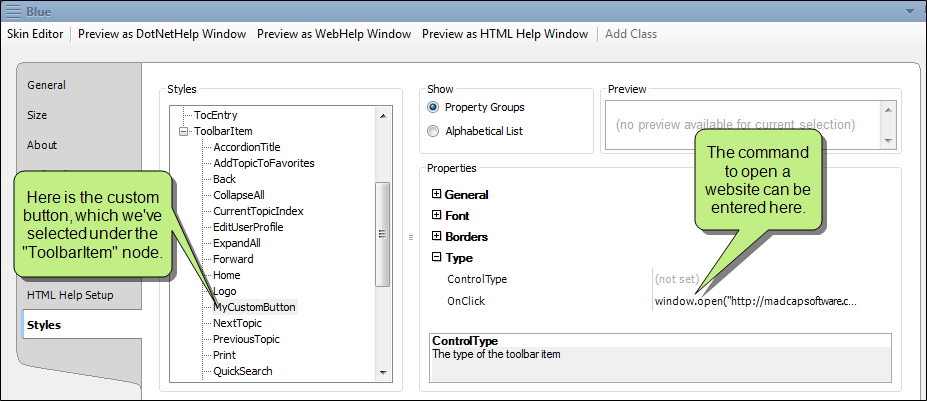 Blue
Skin Editor Preview as DotNetHelp Window Preview as WebHelp Window Preview as HTML Help Window Add Class
General
Size
About
HTML Help Setup
Styles
Styles
TocEntry
ToolbarItem
AccordionTitle
AddTopicToFavorites
Back
CollapseAll
CurrentTopicIndex
EditUserProfile
ExpandAll
Forward
Home
Logo
MyCustomButton
NextTopic
PreviousTopic
Print
QuickSearch
Here is the custom
button, which we've
selected under the
"ToolbarItem" node.
Show
Property Groups
Alphabetical List
Preview
(no preview available for current selection)
The command
to open a
website can be
entered here.
Properties
General
Font
Borders
Type
ControlType (not set)
OnClick window.open("http://madcapsoftware.c...
ControlType
The type of the toolbar item